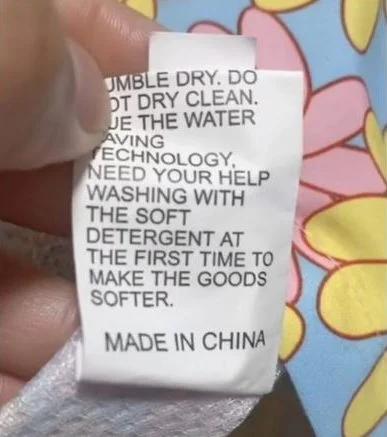 UMBLE DRY. DO
OT DRY CLEAN.
UE THE WATER
AVING
TECHNOLOGY,
NEED YOUR HELP
WASHING WITH
THE SOFT
DETERGENT AT
THE FIRST TIME TO
MAKE THE GOODS
SOFTER.
MADE IN CHINA